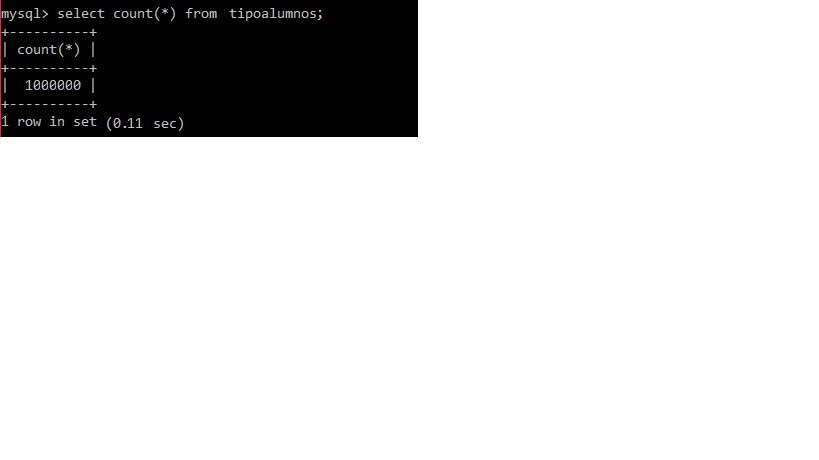 mysql> select count(*) from tipoalumnos;
+----------+
| count(*) |
+----------+
|  1000000 |
+----------+
1 row in set (0.11 sec)